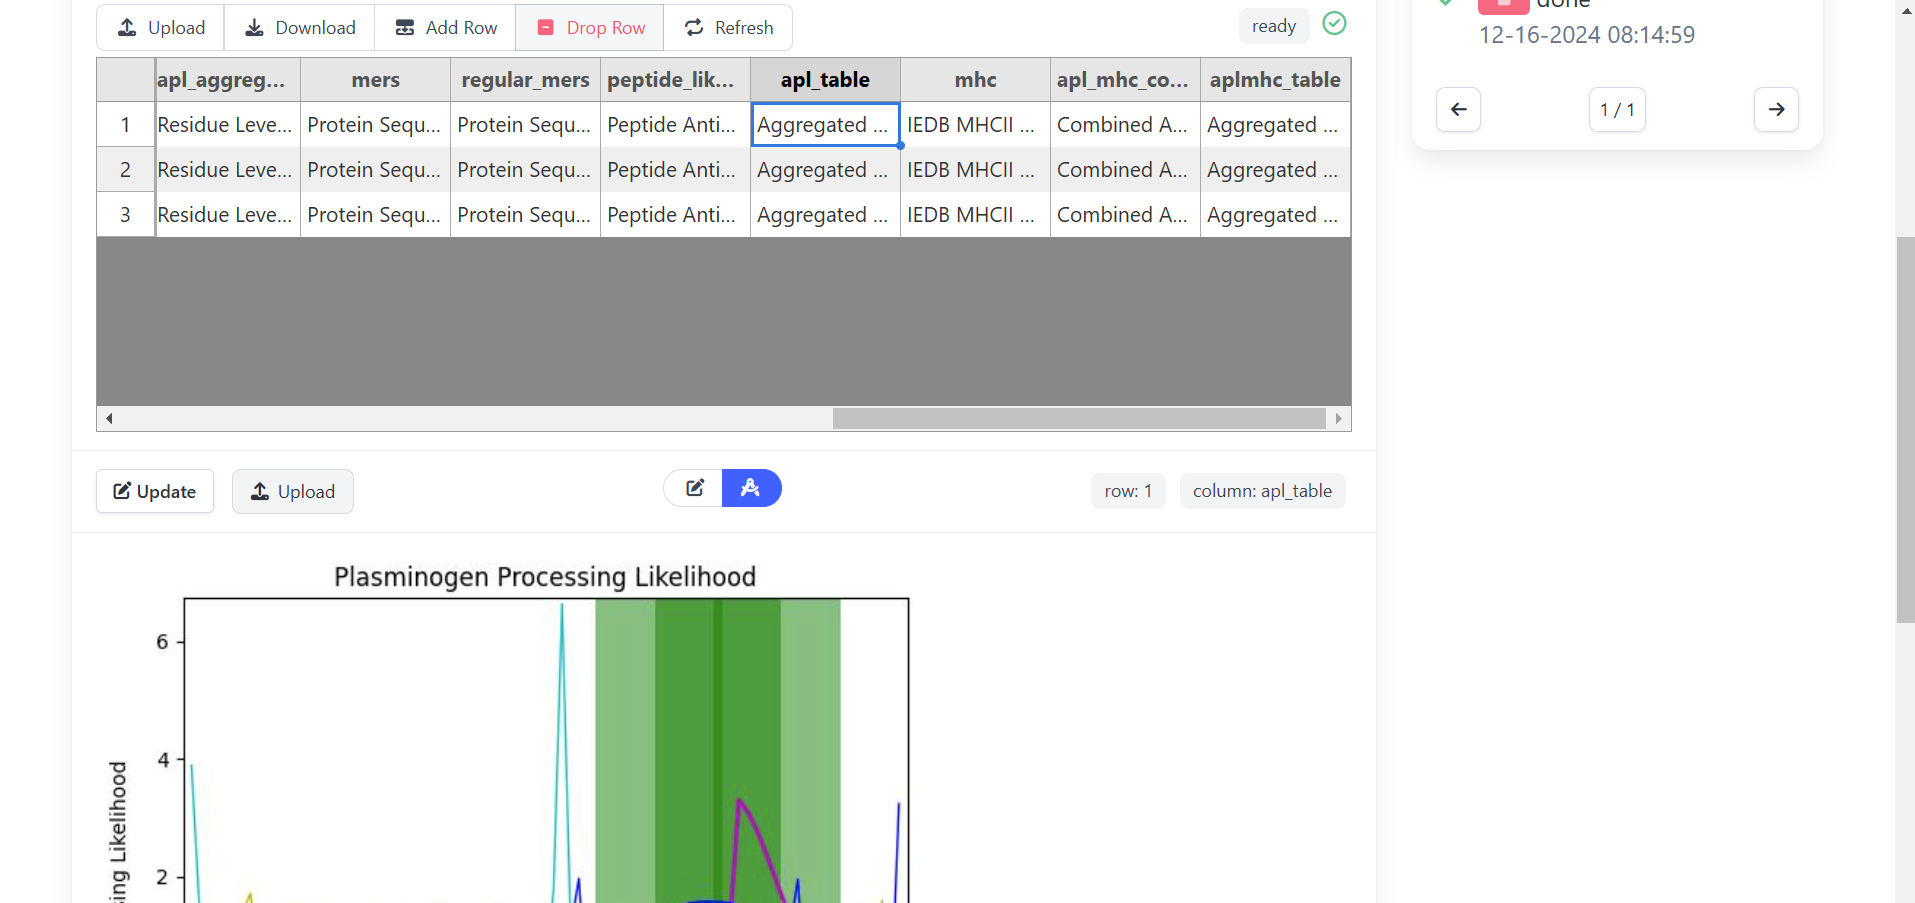 Upload Download Add Row Drop Row Refresh ready
done
12-16-2024 08:14:59
1 / 1
apl_aggreg... mers regular_mers peptide_lik... apl_table mhc apl_mhc_co... aplmhc_table
1 Residue Leve... Protein Sequ... Protein Sequ... Peptide Anti... Aggregated ... IEDB MHCII ... Combined A... Aggregated ...
2 Residue Leve... Protein Sequ... Protein Sequ... Peptide Anti... Aggregated ... IEDB MHCII ... Combined A... Aggregated ...
3 Residue Leve... Protein Sequ... Protein Sequ... Peptide Anti... Aggregated ... IEDB MHCII ... Combined A... Aggregated ...
Update Upload row: 1 column: apl_table
Plasminogen Processing Likelihood
6
4
2
sing Likelihood